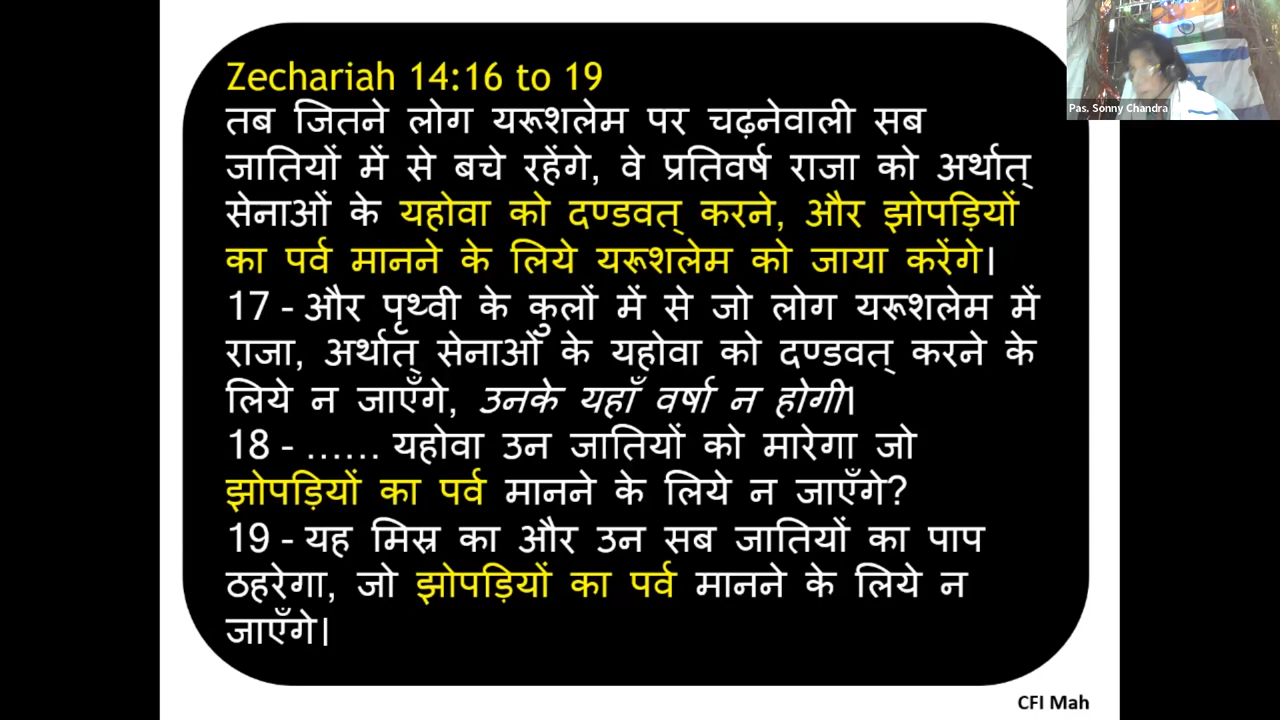 Zechariah 14:16 to 19
तब जितने लोग यरूशलेम पर चढ़नेवाली सब
जातियों में से बचे रहेंगे, वे प्रतिवर्ष राजा को अर्थात्
सेनाओं के यहोवा को दण्डवत् करने, और झोपड़ियों
का पर्व मानने के लिये यरूशलेम को जाया करेंगे।
17 - और पृथ्वी के कुलों में से जो लोग यरूशलेम में
राजा, अर्थात् सेनाओं के यहोवा को दण्डवत् करने के
लिये न जाएँगे, उनके यहाँ वर्षा न होगी।
18 - ...... यहोवा उन जातियों को मारेगा जो
झोपड़ियों का पर्व मानने के लिये न जाएँगे?
19 - यह मिस्र का और उन सब जातियों का पाप
ठहरेगा, जो झोपड़ियों का पर्व मानने के लिये न
जाएँगे।
Pas. Sonny Chandra
CFI Mah